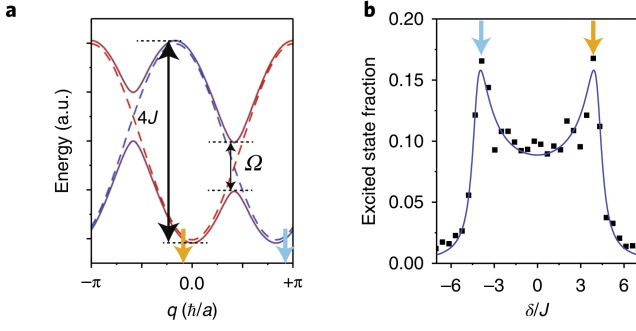 a
Energy (a.u.)
4J
Ω
−π
0.0
+π
q (ħ/a)
b
Excited state fraction
0.20
0.15
0.10
0.05
0.00
−6
−3
0
3
6
δ/J